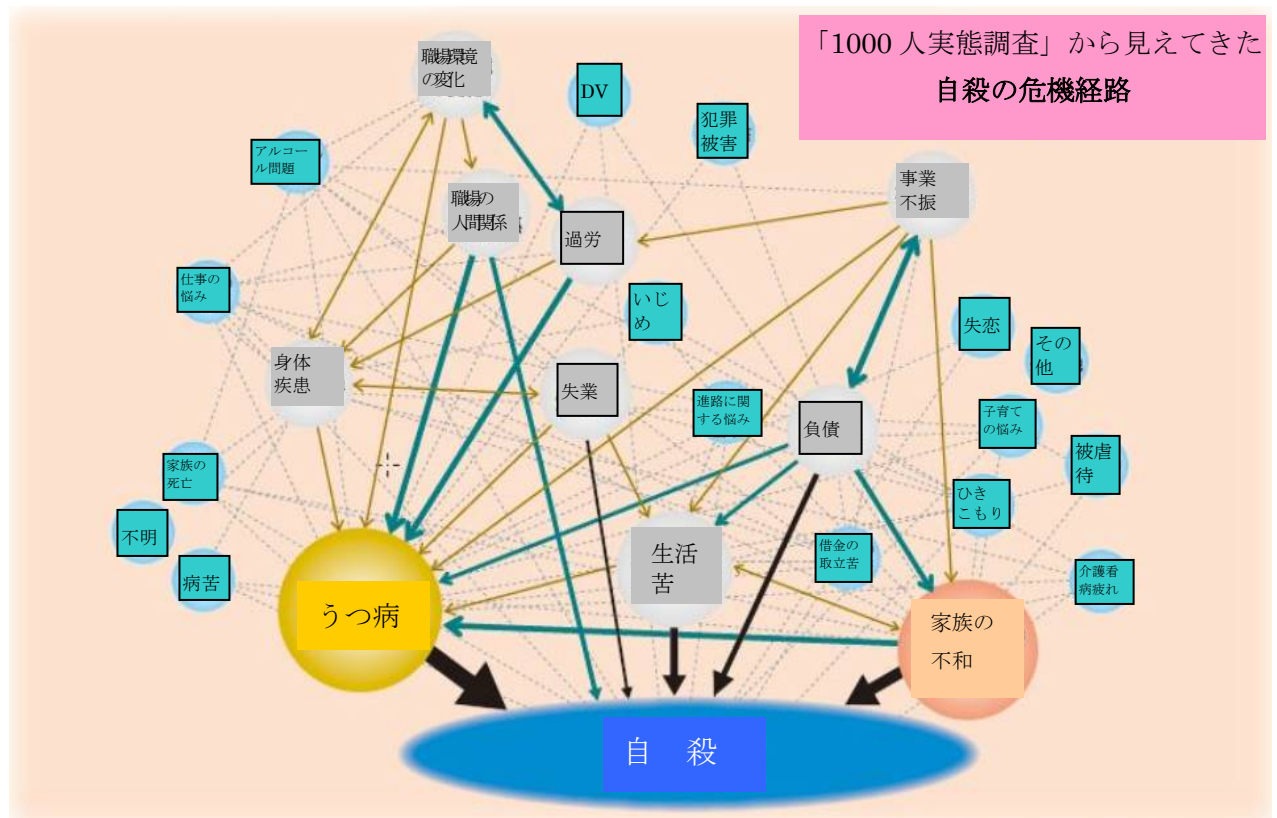 「1000 人実態調査」から見えてきた
自殺の危機経路
職場環境
の変化
DV
犯罪
被害
アルコー
ル問題
事業
不振
職場の
人間関係
過労
仕事の
悩み
いじ
め
失恋
その
他
身体
疾患
失業
進路に関
する悩み
負債
子育て
の悩み
被虐
待
家族の
死亡
ひき
こもり
不明
病苦
生活
苦
借金の
取立苦
介護看
病疲れ
うつ病
家族の
不和
自 殺